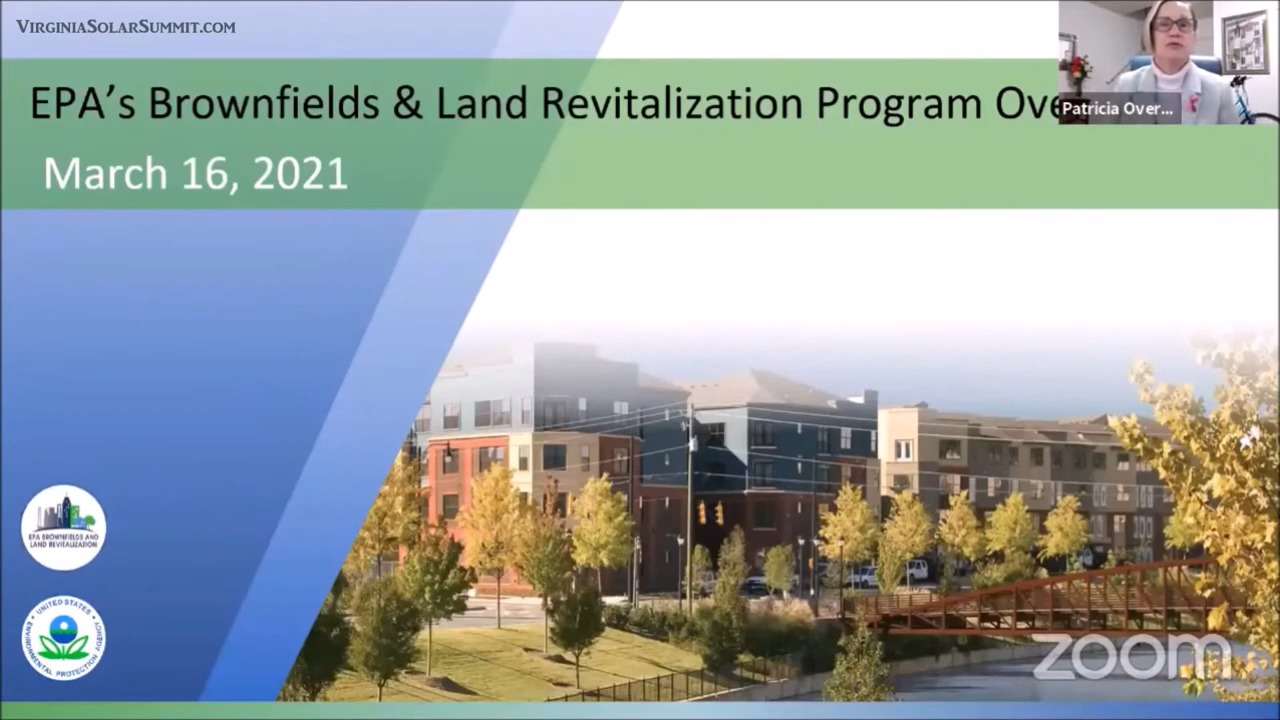 VIRGINIASOLARSUMMIT.COM
EPA's Brownfields & Land Revitalization Program Ove
Patricia Over...
March 16, 2021
EPA BROWNFIELDS AND
LAND REVITALIZATION
UNITED STATES
ENVIRONMENTAL PROTECTION AGENCY
zoom